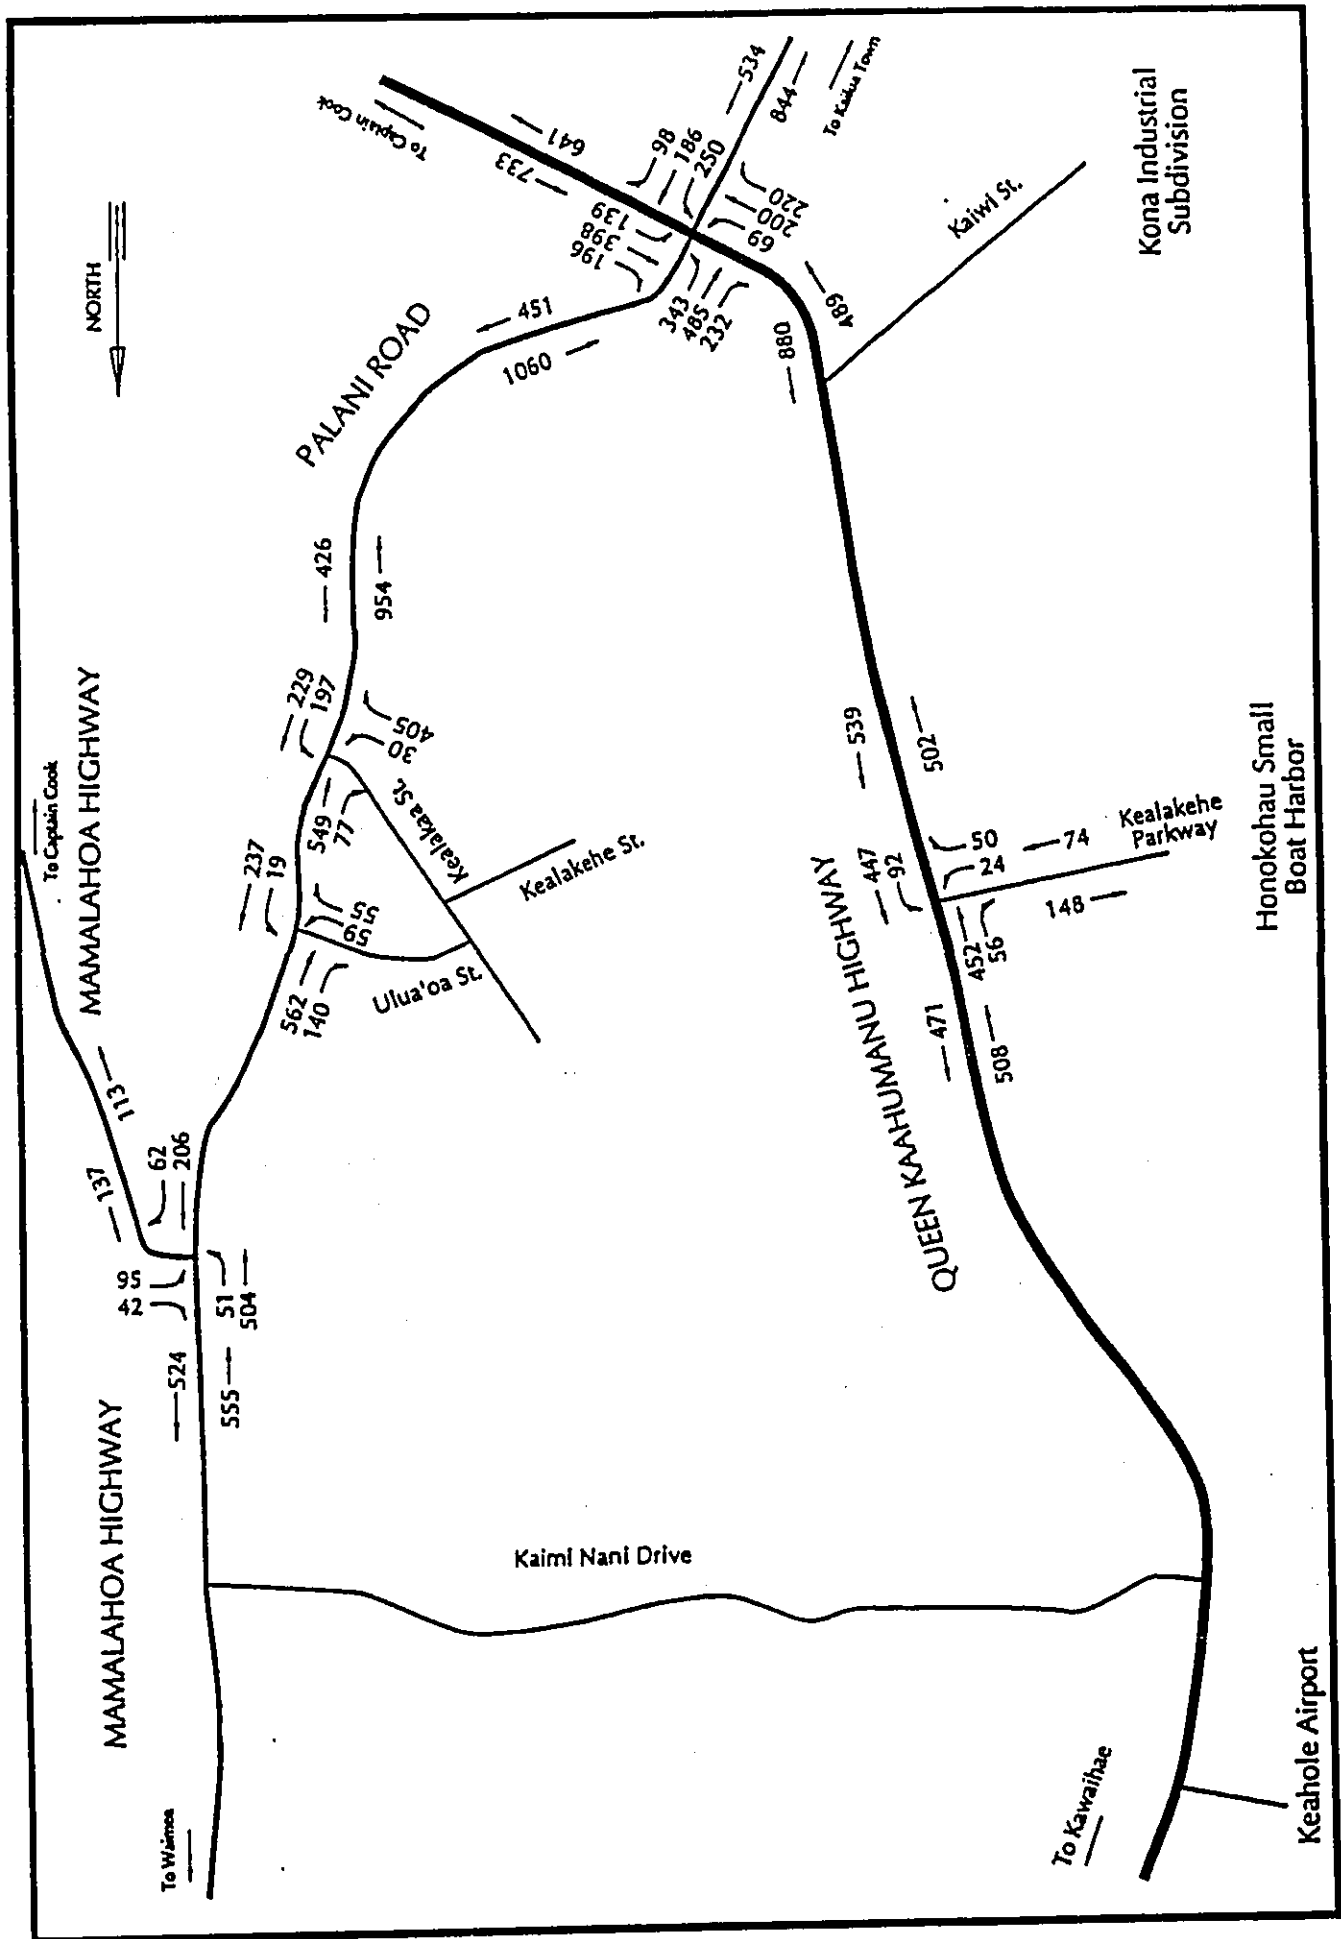 NORTH
To Captain Cook
641
733
534
844
To Kailua Town
98
186
250
139
398
196
220
200
69
343
485
232
489
880
Kaiwi St.
Kona Industrial
Subdivision
PALANI ROAD
451
1060
426
954
229
197
405
30
549
77
Kealakaa St.
Kealakehe St.
237
19
55
59
562
140
Ulua'oa St.
To Captain Cook
MAMALAHOA HIGHWAY
113
137
62
206
95
42
51
504
524
555
MAMALAHOA HIGHWAY
To Waimea
539
502
447
92
50
24
74
148
Kealakehe
Parkway
452
56
471
508
QUEEN KAAHUMANU HIGHWAY
Honokohau Small
Boat Harbor
Kaimi Nani Drive
To Kawaihae
Keahole Airport